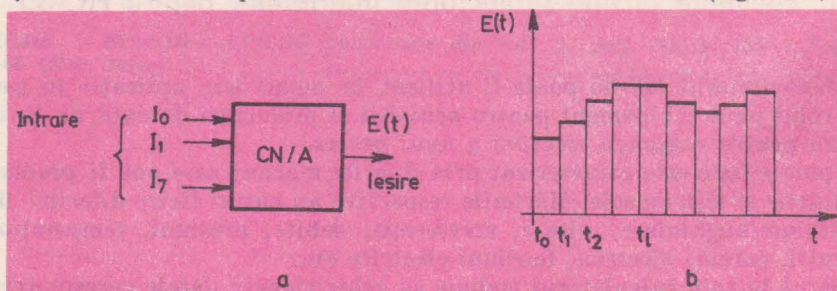 Intrare
I₀
I₁
I₇
CN/A
E(t)
Ieșire
a
E(t)
t₀ t₁ t₂ tᵢ t
b